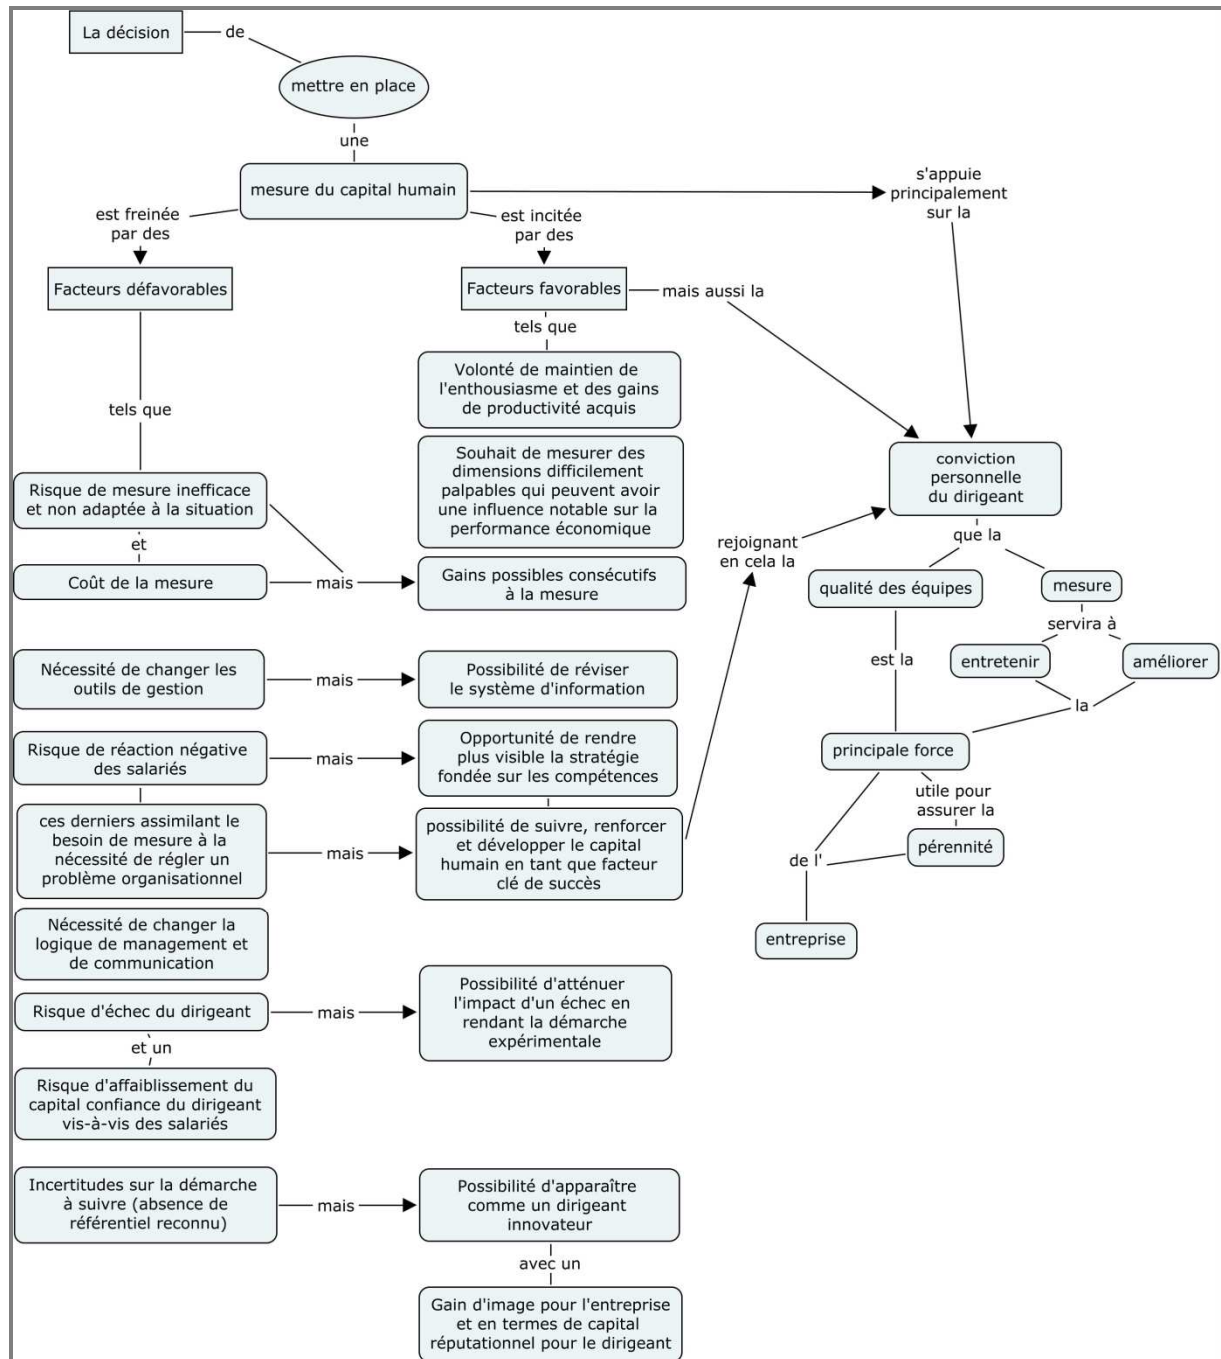 La décision
de
mettre en place
une
mesure du capital humain
s'appuie
principalement
sur la
est freinée
par des
est incitée
par des
Facteurs défavorables
Facteurs favorables
mais aussi la
tels que
Volonté de maintien de
l'enthousiasme et des gains
de productivité acquis
tels que
Souhait de mesurer des
dimensions difficilement
palpables qui peuvent avoir
une influence notable sur la
performance économique
conviction
personnelle
du dirigeant
Risque de mesure inefficace
et non adaptée à la situation
et
Coût de la mesure
mais
Gains possibles consécutifs
à la mesure
rejoignant
en cela la
que la
qualité des équipes
mesure
servira à
est la
entretenir
améliorer
la
Nécessité de changer les
outils de gestion
mais
Possibilité de réviser
le système d'information
Risque de réaction négative
des salariés
mais
Opportunité de rendre
plus visible la stratégie
fondée sur les compétences
principale force
utile pour
assurer la
pérennité
de l'
entreprise
ces derniers assimilant le
besoin de mesure à la
nécessité de régler un
problème organisationnel
mais
possibilité de suivre, renforcer
et développer le capital
humain en tant que facteur
clé de succès
Nécessité de changer la
logique de management et
de communication
Risque d'échec du dirigeant
mais
Possibilité d'atténuer
l'impact d'un échec en
rendant la démarche
expérimentale
et un
Risque d'affaiblissement du
capital confiance du dirigeant
vis-à-vis des salariés
Incertitudes sur la démarche
à suivre (absence de
référentiel reconnu)
mais
Possibilité d'apparaître
comme un dirigeant
innovateur
avec un
Gain d'image pour l'entreprise
et en termes de capital
réputationnel pour le dirigeant